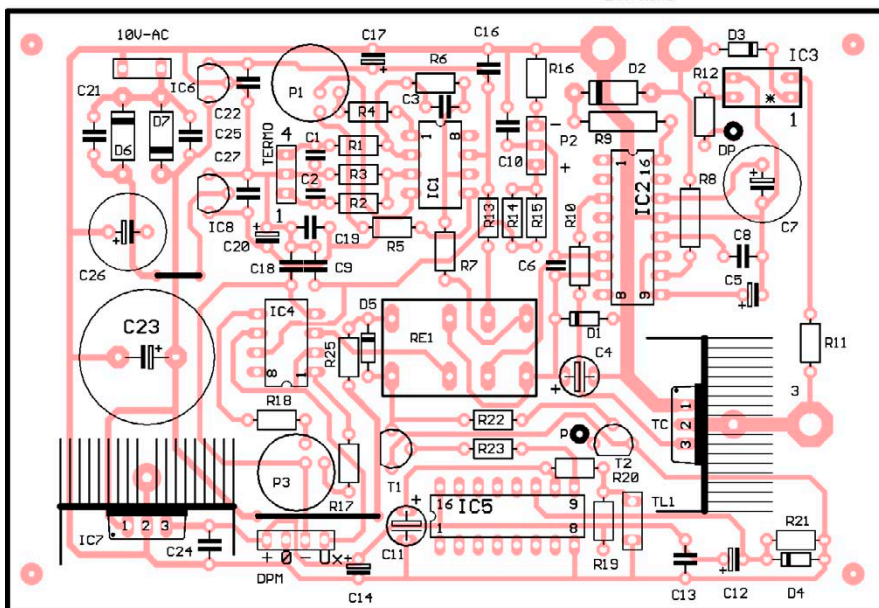 10V-AC
C17
C16
D3
IC3
C21
IC6
R6
R16
D2
R12
C22
P1
C3
R4
*
D7
C25
TERMO
4
C1
R1
1
8
C10
-
P2
R9
1
DP
D6
C27
R3
IC1
+
1
16
C2
R2
R13
R14
R15
R10
IC2
R8
C7
IC8
1
C20
C19
R5
C26
C18
C9
R7
C6
C8
8
9
C5
C23
IC4
D5
RE1
D1
C4
R11
R25
8
1
+
R18
TC
1
2
3
3
R22
P
P3
R23
T2
T1
R17
R20
TL1
+
16
IC5
9
1
8
IC7
1
2
3
C24
C11
R19
R21
+
0
-
Ux+
DPM
C14
C13
C12
D4